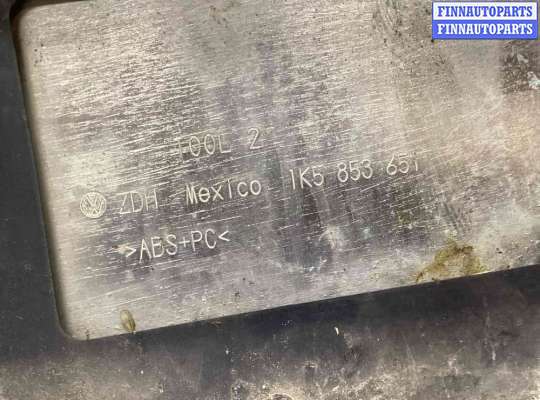 FINNAUTOPARTS
FINNAUTOPARTS
TOOL 2
ZDH Mexico 1K5 853 651
>ABS+PC<